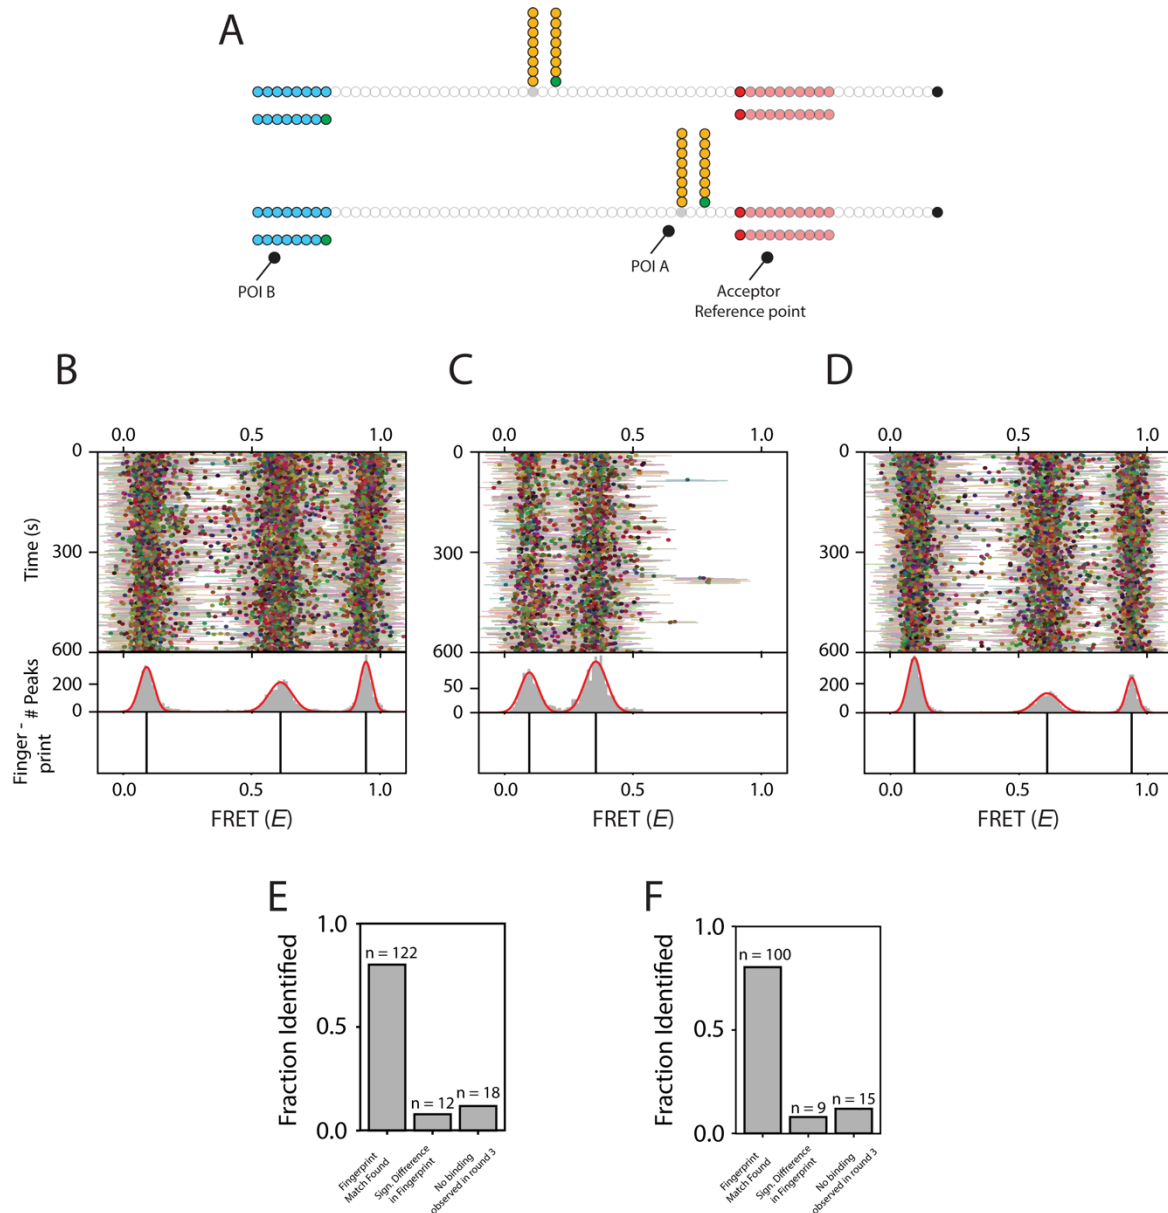 A
POI B
POI A
Acceptor
Reference point
B
C
D
0.0 0.5 1.0
0.0 0.5 1.0
0.0 0.5 1.0
0
300
600
Time (s)
0
300
600
0
300
600
200
0
# Peaks
50
0
200
0
Finger -
print
0.0 0.5 1.0
FRET (E)
0.0 0.5 1.0
FRET (E)
0.0 0.5 1.0
FRET (E)
E
Fraction Identified
1.0
0.5
0.0
n = 122
n = 12
n = 18
Fingerprint
Match Found
Sign. Difference
in Fingerprint
No binding
observed in round 3
F
Fraction Identified
1.0
0.5
0.0
n = 100
n = 9
n = 15
Fingerprint
Match Found
Sign. Difference
in Fingerprint
No binding
observed in round 3